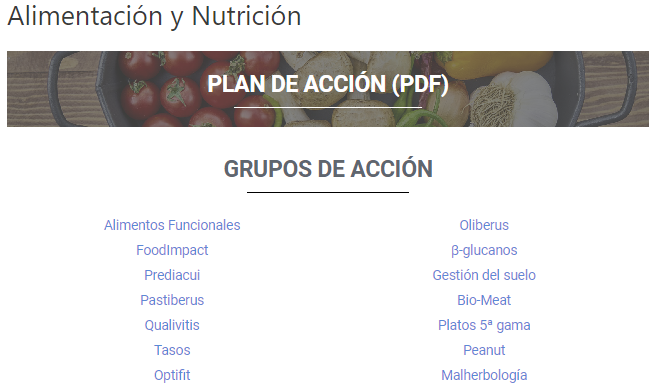 Alimentación y Nutrición
PLAN DE ACCIÓN (PDF)
GRUPOS DE ACCIÓN
Alimentos Funcionales
FoodImpact
Prediacui
Pastiberus
Qualivitis
Tasos
Optifit
Oliberus
β-glucanos
Gestión del suelo
Bio-Meat
Platos 5ª gama
Peanut
Malherbología